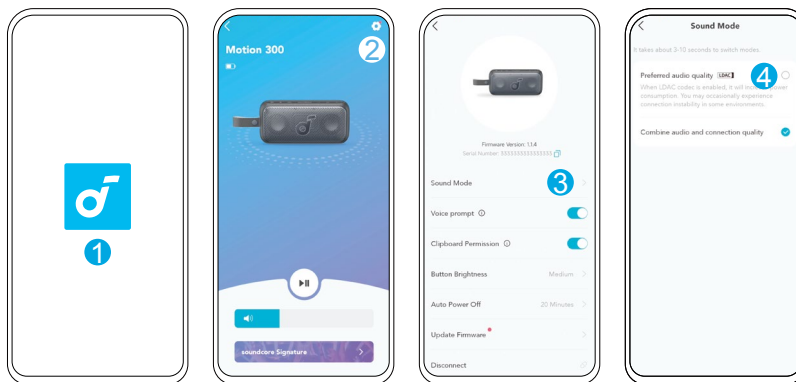 1
Motion 300
2
Firmware Version: 1.1.4
Serial Number: 3333333333333333
Sound Mode
3
Voice prompt
Clipboard Permission
Button Brightness Medium
Auto Power Off 20 Minutes
Update Firmware
Disconnect
soundcore Signature
Sound Mode
It takes about 3-10 seconds to switch modes.
Preferred audio quality LDAC
4
When LDAC codec is enabled, it will increase power
consumption. You may occasionally experience
connection instability in some environments.
Combine audio and connection quality